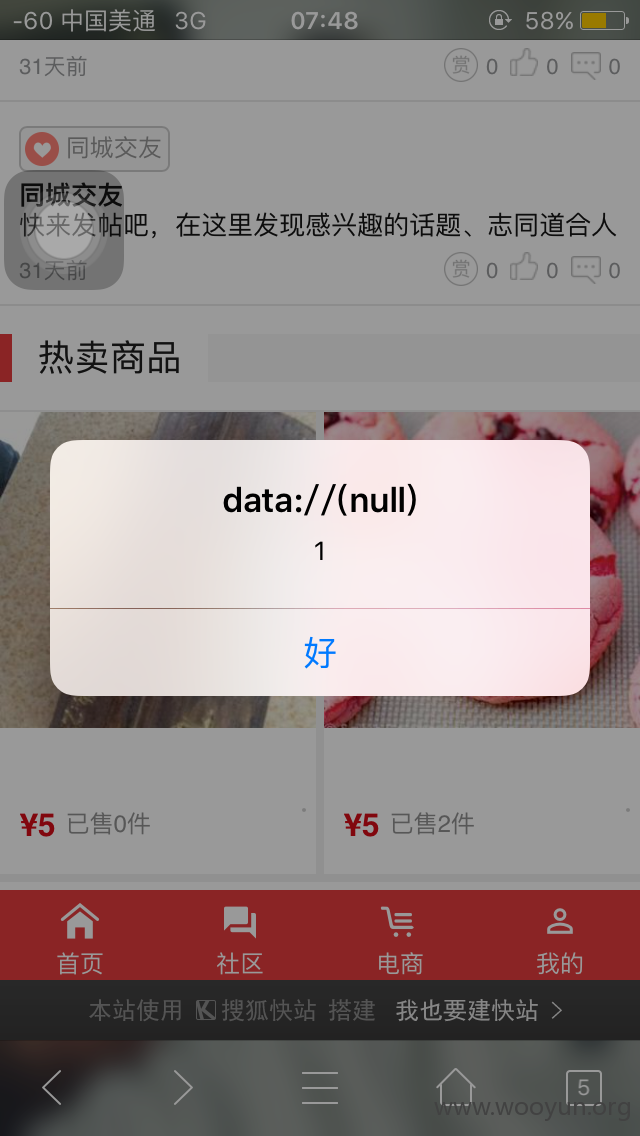 -60 中国美通 3G 07:48 58%
31天前 赏 0 0 0
同城交友
同城交友
快来发帖吧，在这里发现感兴趣的话题、志同道合人
31天前 赏 0 0 0
热卖商品
data://(null)
1
好
¥5 已售0件 ¥5 已售2件
首页 社区 电商 我的
本站使用 K 搜狐快站 搭建 我也要建快站 >
5
www.wooyun.org